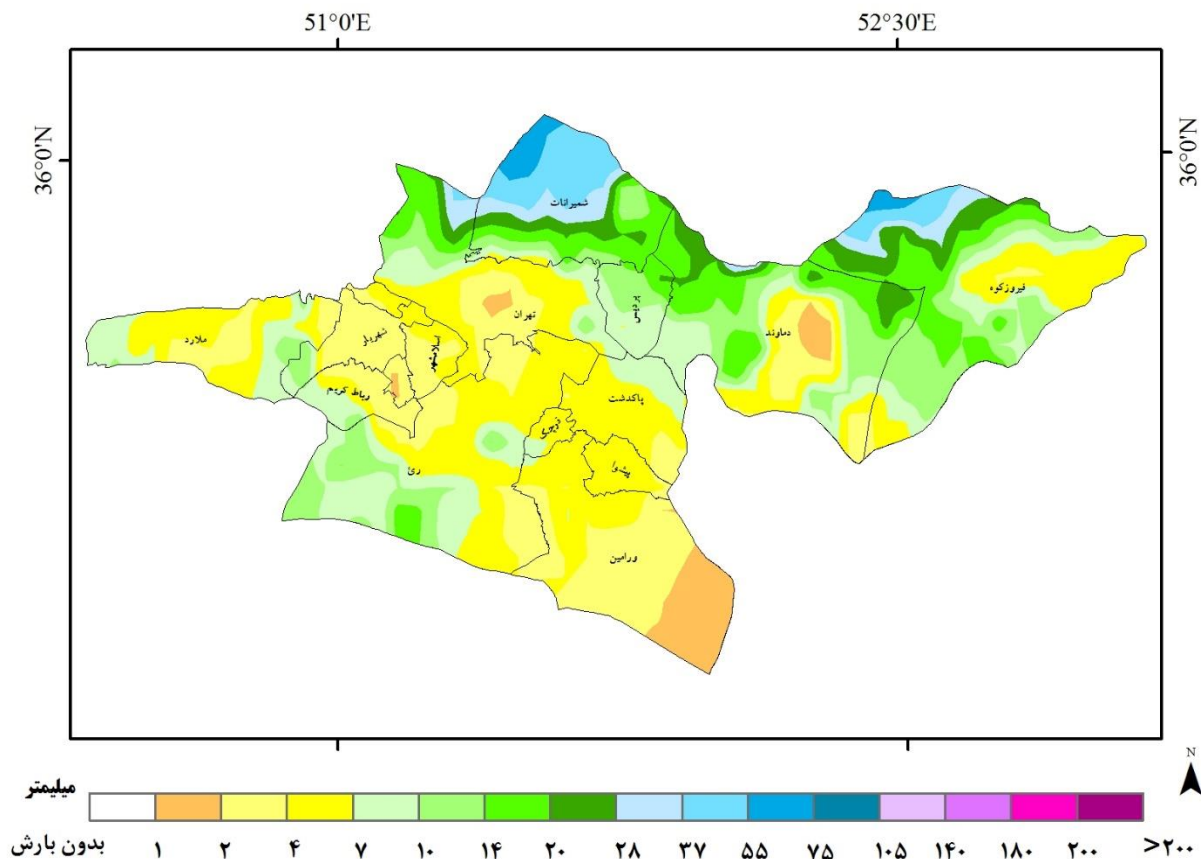 51°0'E 52°30'E
36°0'N 36°0'N
شمیرانات
فیروزکوه
پردیس
تهران
دماوند
ملارد
شهریار
اسلامشهر
رباط کریم
پاکدشت
قرچک
ری
پیشوا
ورامین
N
میلیمتر
بدون بارش ۱ ۲ ۴ ۷ ۱۰ ۱۴ ۲۰ ۲۸ ۳۷ ۵۵ ۷۵ ۱۰۵ ۱۴۰ ۱۸۰ ۲۰۰ >۲۰۰